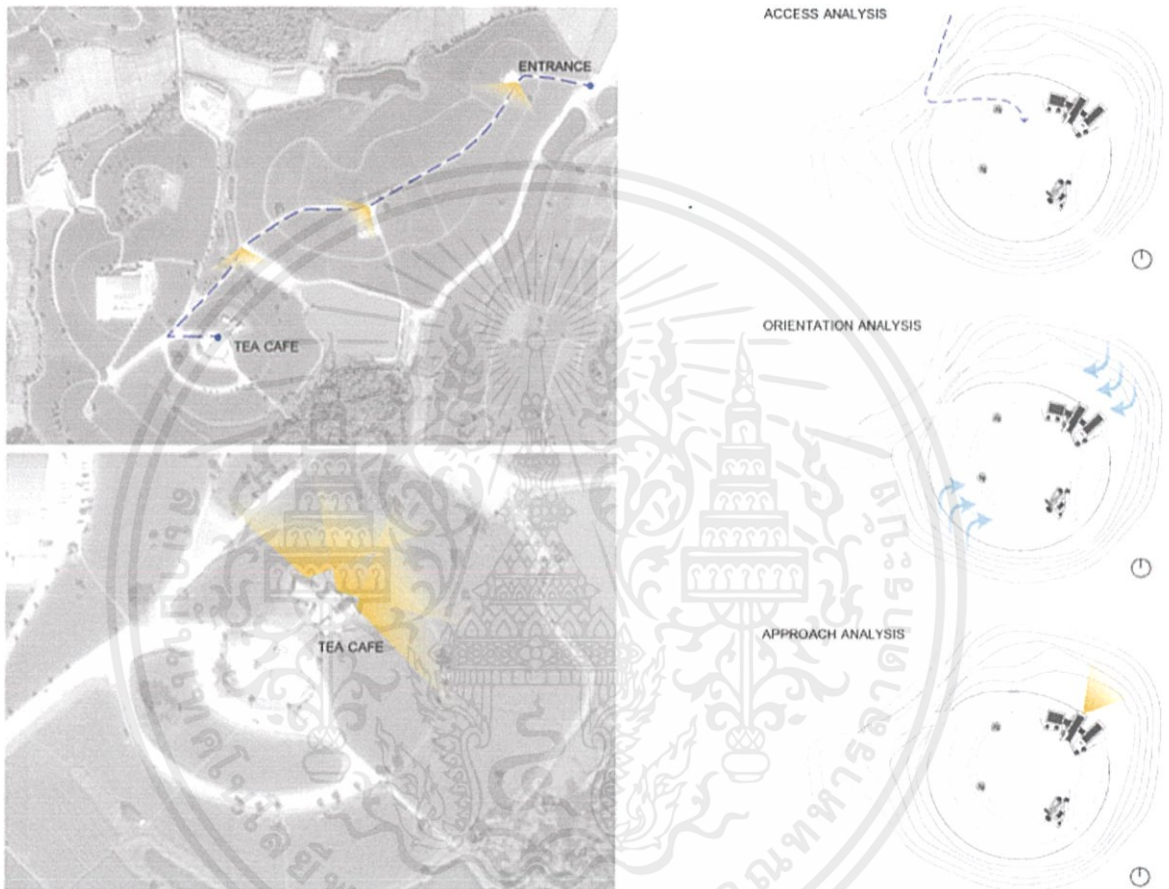 ENTRANCE
TEA CAFE
TEA CAFE
ACCESS ANALYSIS
ORIENTATION ANALYSIS
APPROACH ANALYSIS